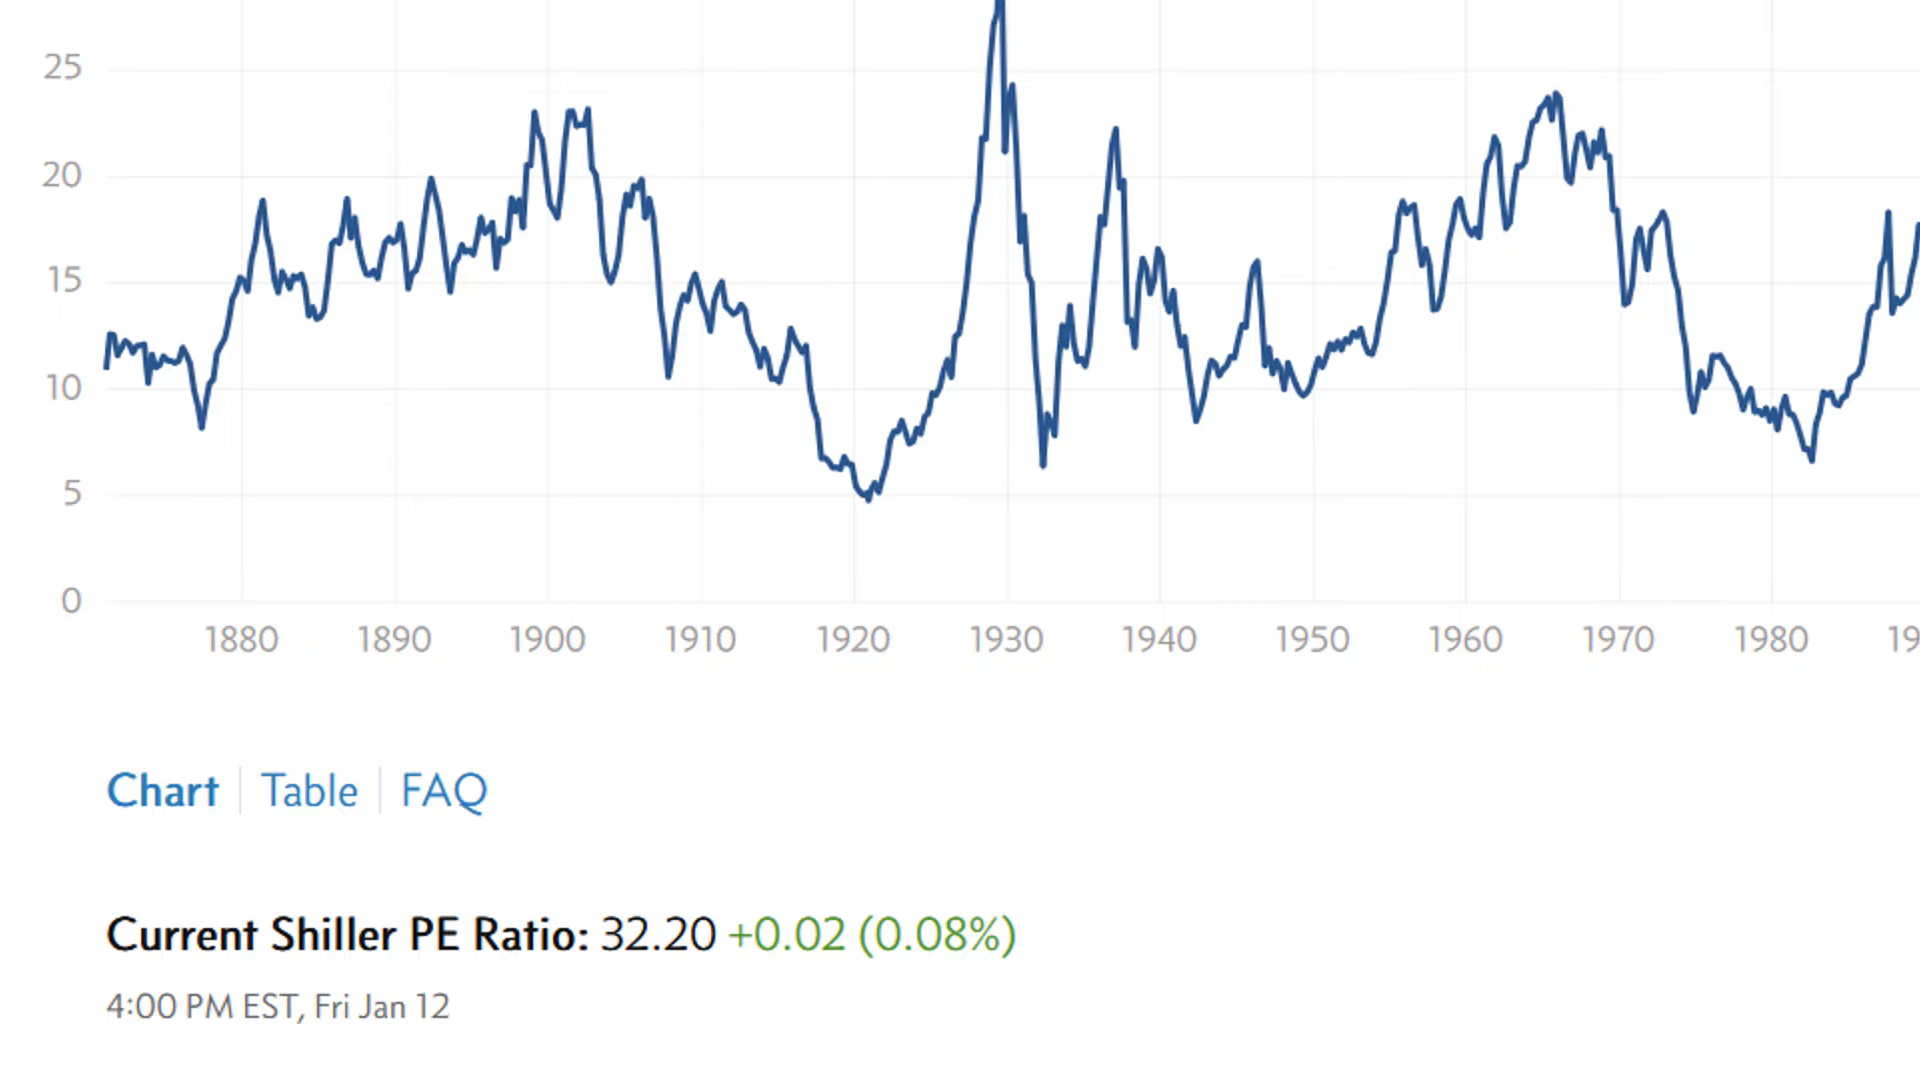 25
20
15
10
5
0
1880 1890 1900 1910 1920 1930 1940 1950 1960 1970 1980 19
Chart Table FAQ
Current Shiller PE Ratio: 32.20 +0.02 (0.08%)
4:00 PM EST, Fri Jan 12